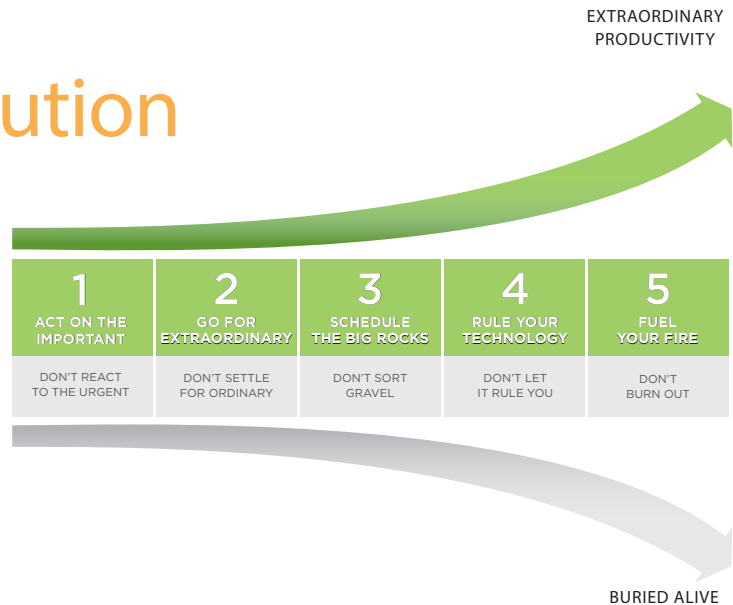 EXTRAORDINARY
PRODUCTIVITY
ution
1
ACT ON THE
IMPORTANT
DON'T REACT
TO THE URGENT
2
GO FOR
EXTRAORDINARY
DON'T SETTLE
FOR ORDINARY
3
SCHEDULE
THE BIG ROCKS
DON'T SORT
GRAVEL
4
RULE YOUR
TECHNOLOGY
DON'T LET
IT RULE YOU
5
FUEL
YOUR FIRE
DON'T
BURN OUT
BURIED ALIVE